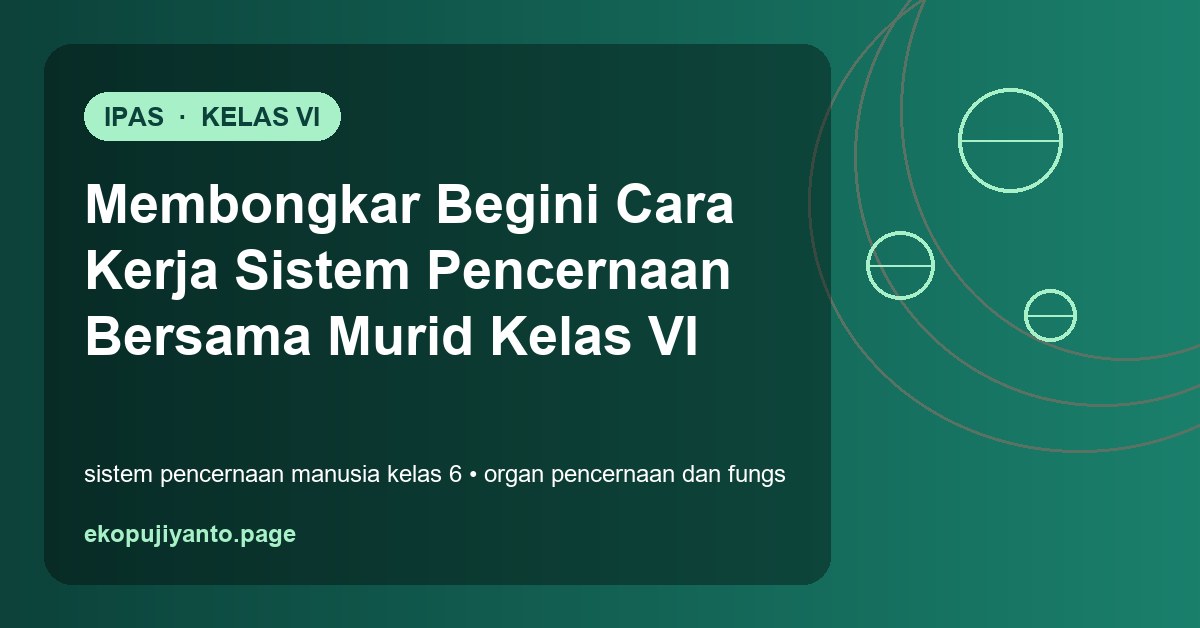 IPAS · KELAS VI
Membongkar Begini Cara
Kerja Sistem Pencernaan
Bersama Murid Kelas VI
sistem pencernaan manusia kelas 6 • organ pencernaan dan fungs
ekopujiyanto.page